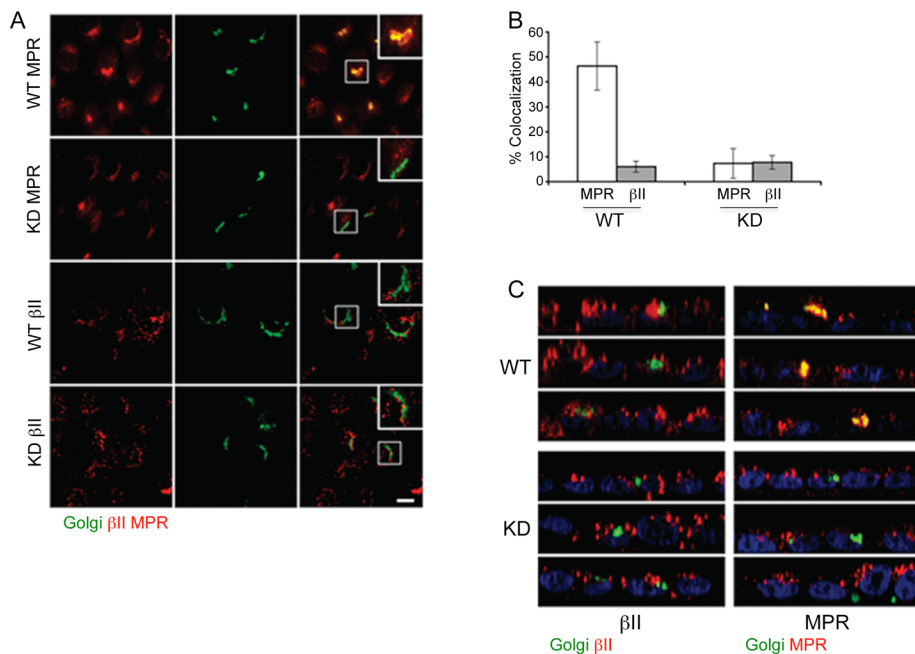 A
WT MPR
KD MPR
WT βII
KD βII
Golgi βII MPR
B
% Colocalization
60
50
40
30
20
10
0
MPR βII MPR βII
WT KD
C
WT
KD
βII MPR
Golgi βII Golgi MPR